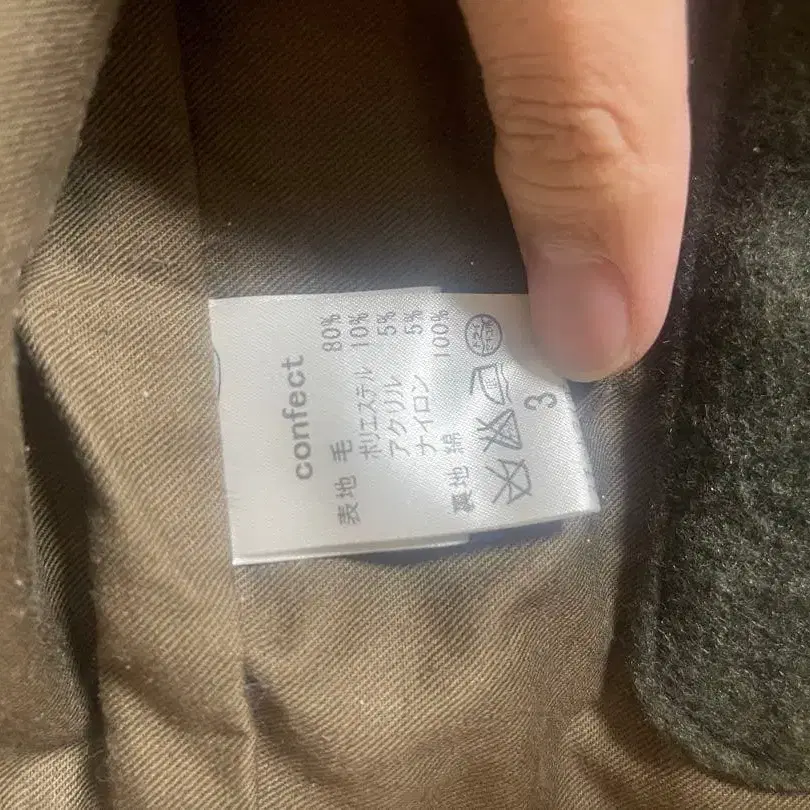 confect
表地 毛 80%
ポリエステル 10%
アクリル 5%
ナイロン 5%
裏地 綿 100%
3